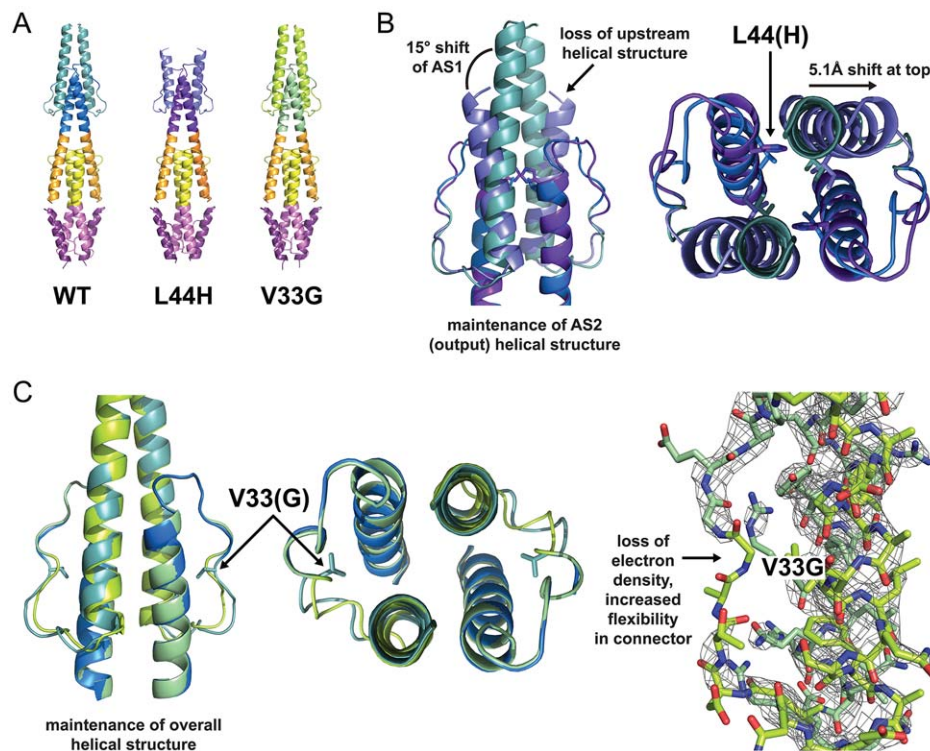 A
WT
L44H
V33G
B
15° shift
of AS1
loss of upstream
helical structure
maintenance of AS2
(output) helical structure
L44(H)
5.1Å shift at top
C
V33(G)
maintenance of overall
helical structure
loss of
electron
density,
increased
flexibility
in connector
V33G